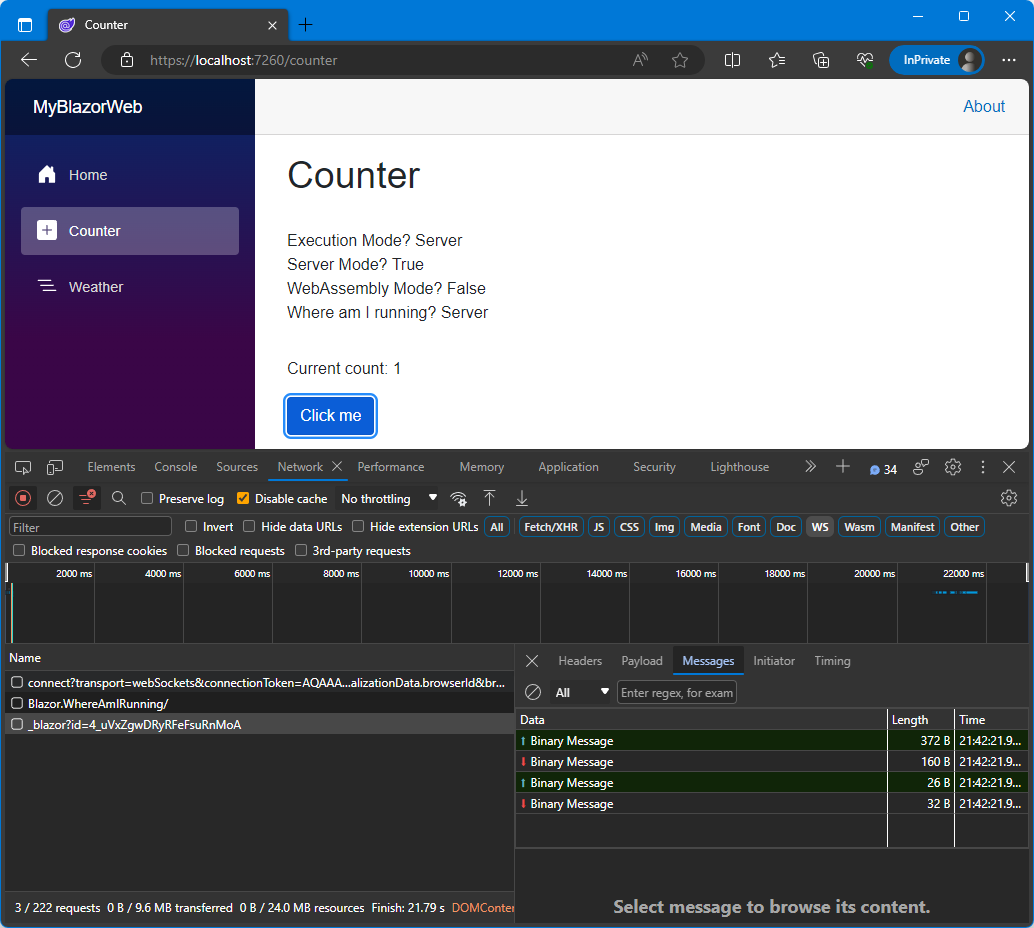 Counter
https://localhost:7260/counter
InPrivate
MyBlazorWeb
About
Home
Counter
Weather
Counter
Execution Mode? Server
Server Mode? True
WebAssembly Mode? False
Where am I running? Server
Current count: 1
Click me
Elements Console Sources Network Performance Memory Application Security Lighthouse 34
Preserve log Disable cache No throttling
Filter Invert Hide data URLs Hide extension URLs All Fetch/XHR JS CSS Img Media Font Doc WS Wasm Manifest Other
Blocked response cookies Blocked requests 3rd-party requests
2000 ms 4000 ms 6000 ms 8000 ms 10000 ms 12000 ms 14000 ms 16000 ms 18000 ms 20000 ms 22000 ms
Name
connect?transport=webSockets&connectionToken=AQAAA...alizationData.browserId&br...
Blazor.WhereAmIRunning/
_blazor?id=4_uVxZgwDRyRFeFsuRnMoA
Headers Payload Messages Initiator Timing
All Enter regex, for exam
Data Length Time
Binary Message 372 B 21:42:21.9...
Binary Message 160 B 21:42:21.9...
Binary Message 26 B 21:42:21.9...
Binary Message 32 B 21:42:21.9...
Select message to browse its content.
3 / 222 requests 0 B / 9.6 MB transferred 0 B / 24.0 MB resources Finish: 21.79 s DOMConten